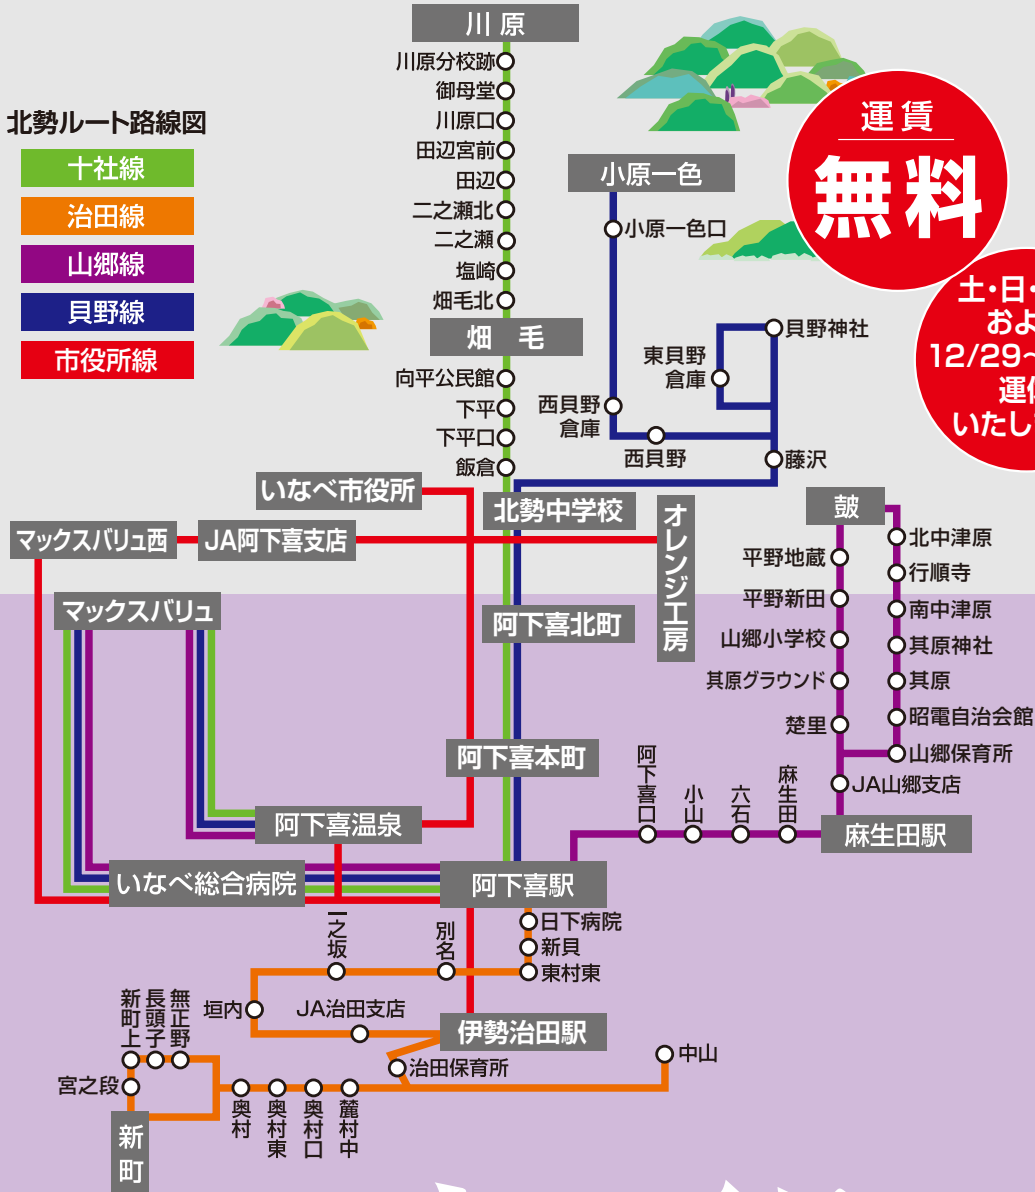 川原
川原分校跡
御母堂
川原口
田辺宮前
田辺
二之瀬北
二之瀬
塩崎
畑毛北
畑毛
向平公民館
下平
下平口
飯倉
北勢ルート路線図
十社線
治田線
山郷線
貝野線
市役所線
運賃
無料
土・日・
およ
12/29~
運休
いたし
小原一色
小原一色口
貝野神社
東貝野
倉庫
西貝野
倉庫
西貝野
藤沢
いなべ市役所
北勢中学校
マックスバリュ西
JA阿下喜支店
オレンジ工房
マックスバリュ
阿下喜北町
鼓
北中津原
平野地蔵
行順寺
平野新田
南中津原
山郷小学校
其原神社
其原グラウンド
其原
楚里
昭電自治会館
山郷保育所
JA山郷支店
阿下喜本町
阿下喜口
小山
六石
麻生田
麻生田駅
阿下喜温泉
いなべ総合病院
阿下喜駅
日下病院
新貝
東村東
一之坂
別名
垣内
JA治田支店
伊勢治田駅
治田保育所
中山
新町上
長頭子
無正野
宮之段
奥村
奥村東
奥村口
麓村中
新町